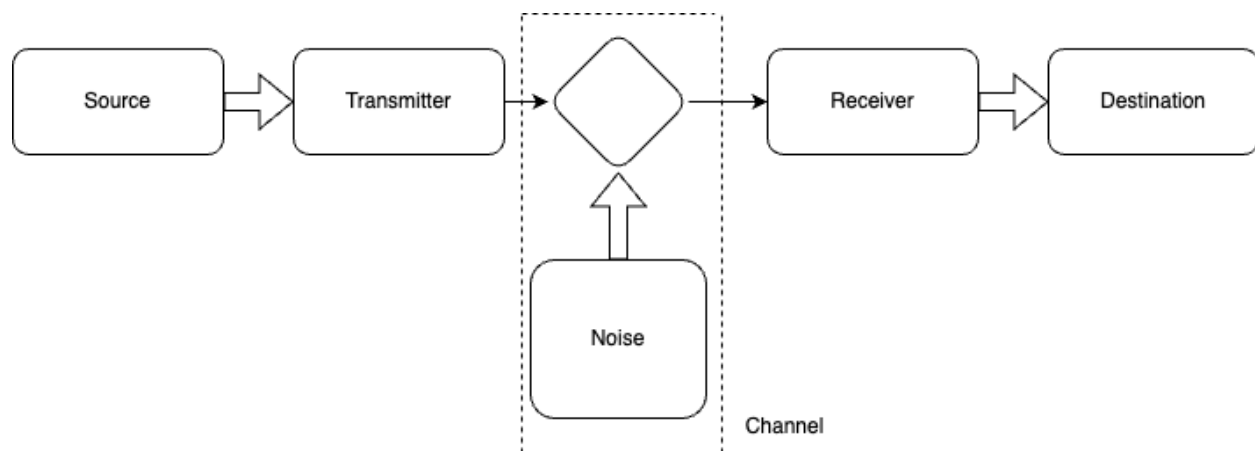 Source
Transmitter
Receiver
Destination
Noise
Channel